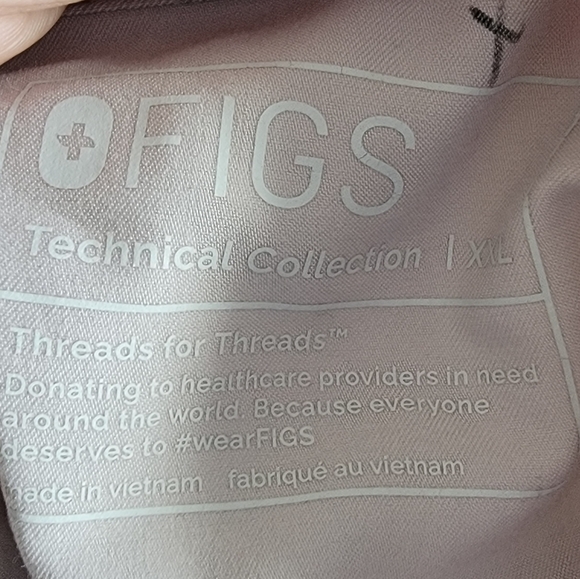 FIGS
Technical Collection | XL
Threads for Threads™
Donating to healthcare providers in need
around the world. Because everyone
deserves to #wearFIGS
made in vietnam fabriqué au vietnam